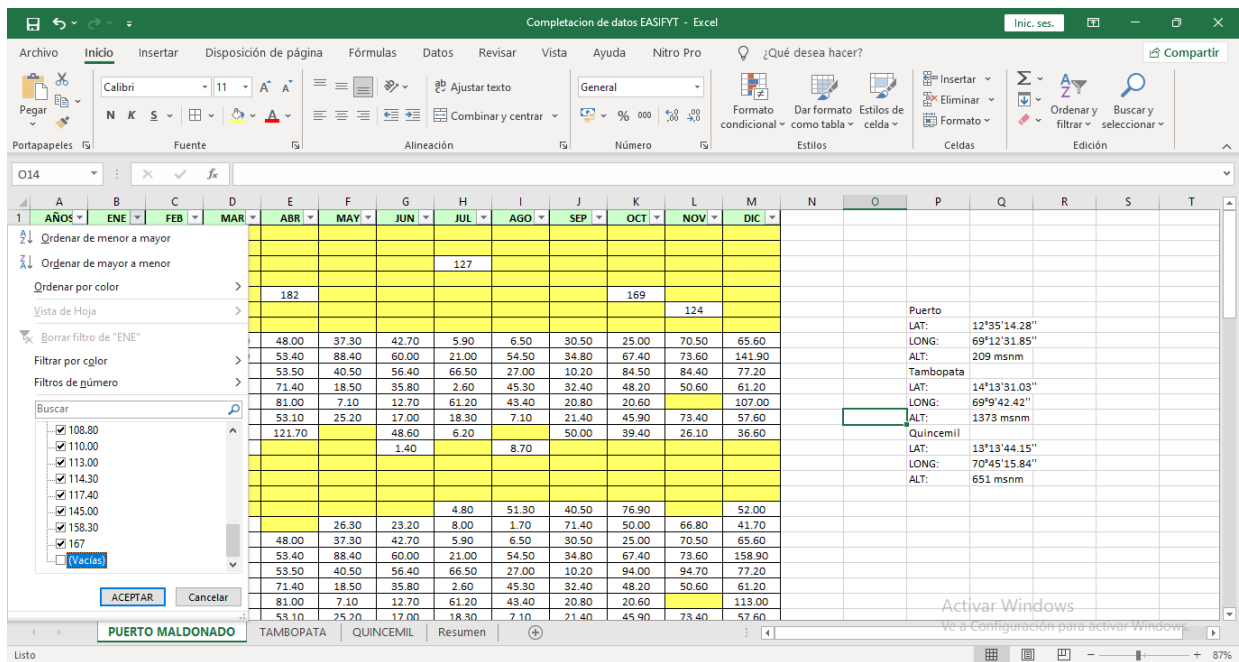 Completacion de datos EASIFYT - Excel
Inic. ses.
Archivo Inicio Insertar Disposición de página Fórmulas Datos Revisar Vista Ayuda Nitro Pro ¿Qué desea hacer? Compartir
Pegar
Calibri 11
N K S
Ajustar texto
Combinar y centrar
General
% 000
Formato condicional
Dar formato como tabla
Estilos de celda
Insertar
Eliminar
Formato
Ordenar y filtrar
Buscar y seleccionar
Portapapeles Fuente Alineación Número Estilos Celdas Edición
O14 fx
A B C D E F G H I J K L M N O P Q R S T
1 AÑOS ENE FEB MAR ABR MAY JUN JUL AGO SEP OCT NOV DIC
Ordenar de menor a mayor
Ordenar de mayor a menor
Ordenar por color
Vista de Hoja
Borrar filtro de "ENE"
Filtrar por color
Filtros de número
Buscar
108.80
110.00
113.00
114.30
117.40
145.00
158.30
167
(Vacías)
ACEPTAR Cancelar
127
182 169
124
48.00 37.30 42.70 5.90 6.50 30.50 25.00 70.50 65.60
53.40 88.40 60.00 21.00 54.50 34.80 67.40 73.60 141.90
53.50 40.50 56.40 66.50 27.00 10.20 84.50 84.40 77.20
71.40 18.50 35.80 2.60 45.30 32.40 48.20 50.60 61.20
81.00 7.10 12.70 61.20 43.40 20.80 20.60 107.00
53.10 25.20 17.00 18.30 7.10 21.40 45.90 73.40 57.60
121.70 48.60 6.20 50.00 39.40 26.10 36.60
1.40 8.70
4.80 51.30 40.50 76.90 52.00
26.30 23.20 8.00 1.70 71.40 50.00 66.80 41.70
48.00 37.30 42.70 5.90 6.50 30.50 25.00 70.50 65.60
53.40 88.40 60.00 21.00 54.50 34.80 67.40 73.60 158.90
53.50 40.50 56.40 66.50 27.00 10.20 94.00 94.70 77.20
71.40 18.50 35.80 2.60 45.30 32.40 48.20 50.60 61.20
81.00 7.10 12.70 61.20 43.40 20.80 20.60 113.00
53.10 25.20 17.00 18.30 7.10 21.40 45.90 73.40 57.60
Puerto
LAT: 12°35'14.28''
LONG: 69°12'31.85''
ALT: 209 msnm
Tambopata
LAT: 14°13'31.03''
LONG: 69°9'42.42''
ALT: 1373 msnm
Quincemil
LAT: 13°13'44.15''
LONG: 70°45'15.84''
ALT: 651 msnm
Activar Windows
Ve a Configuración para activar Windows.
PUERTO MALDONADO TAMBOPATA QUINCEMIL Resumen
Listo 87%